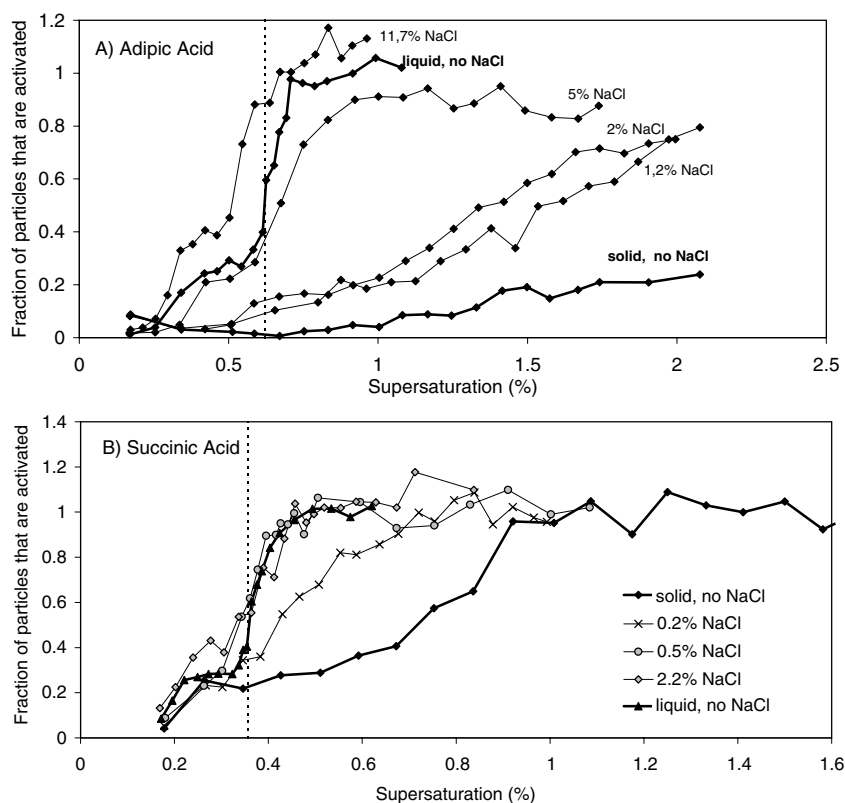 Fraction of particles that are activated
1.2
1
0.8
0.6
0.4
0.2
0
A) Adipic Acid
11,7% NaCl
liquid, no NaCl
5% NaCl
2% NaCl
1,2% NaCl
solid, no NaCl
0 0.5 1 1.5 2 2.5
Supersaturation (%)
Fraction of particles that are activated
1.4
1.2
1
0.8
0.6
0.4
0.2
0
B) Succinic Acid
solid, no NaCl
0.2% NaCl
0.5% NaCl
2.2% NaCl
liquid, no NaCl
0 0.2 0.4 0.6 0.8 1 1.2 1.4 1.6
Supersaturation (%)